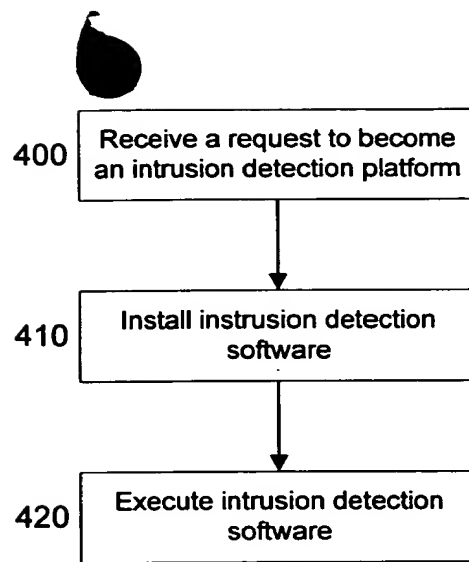 400
Receive a request to become
an intrusion detection platform
410
Install instrusion detection
software
420
Execute intrusion detection
software